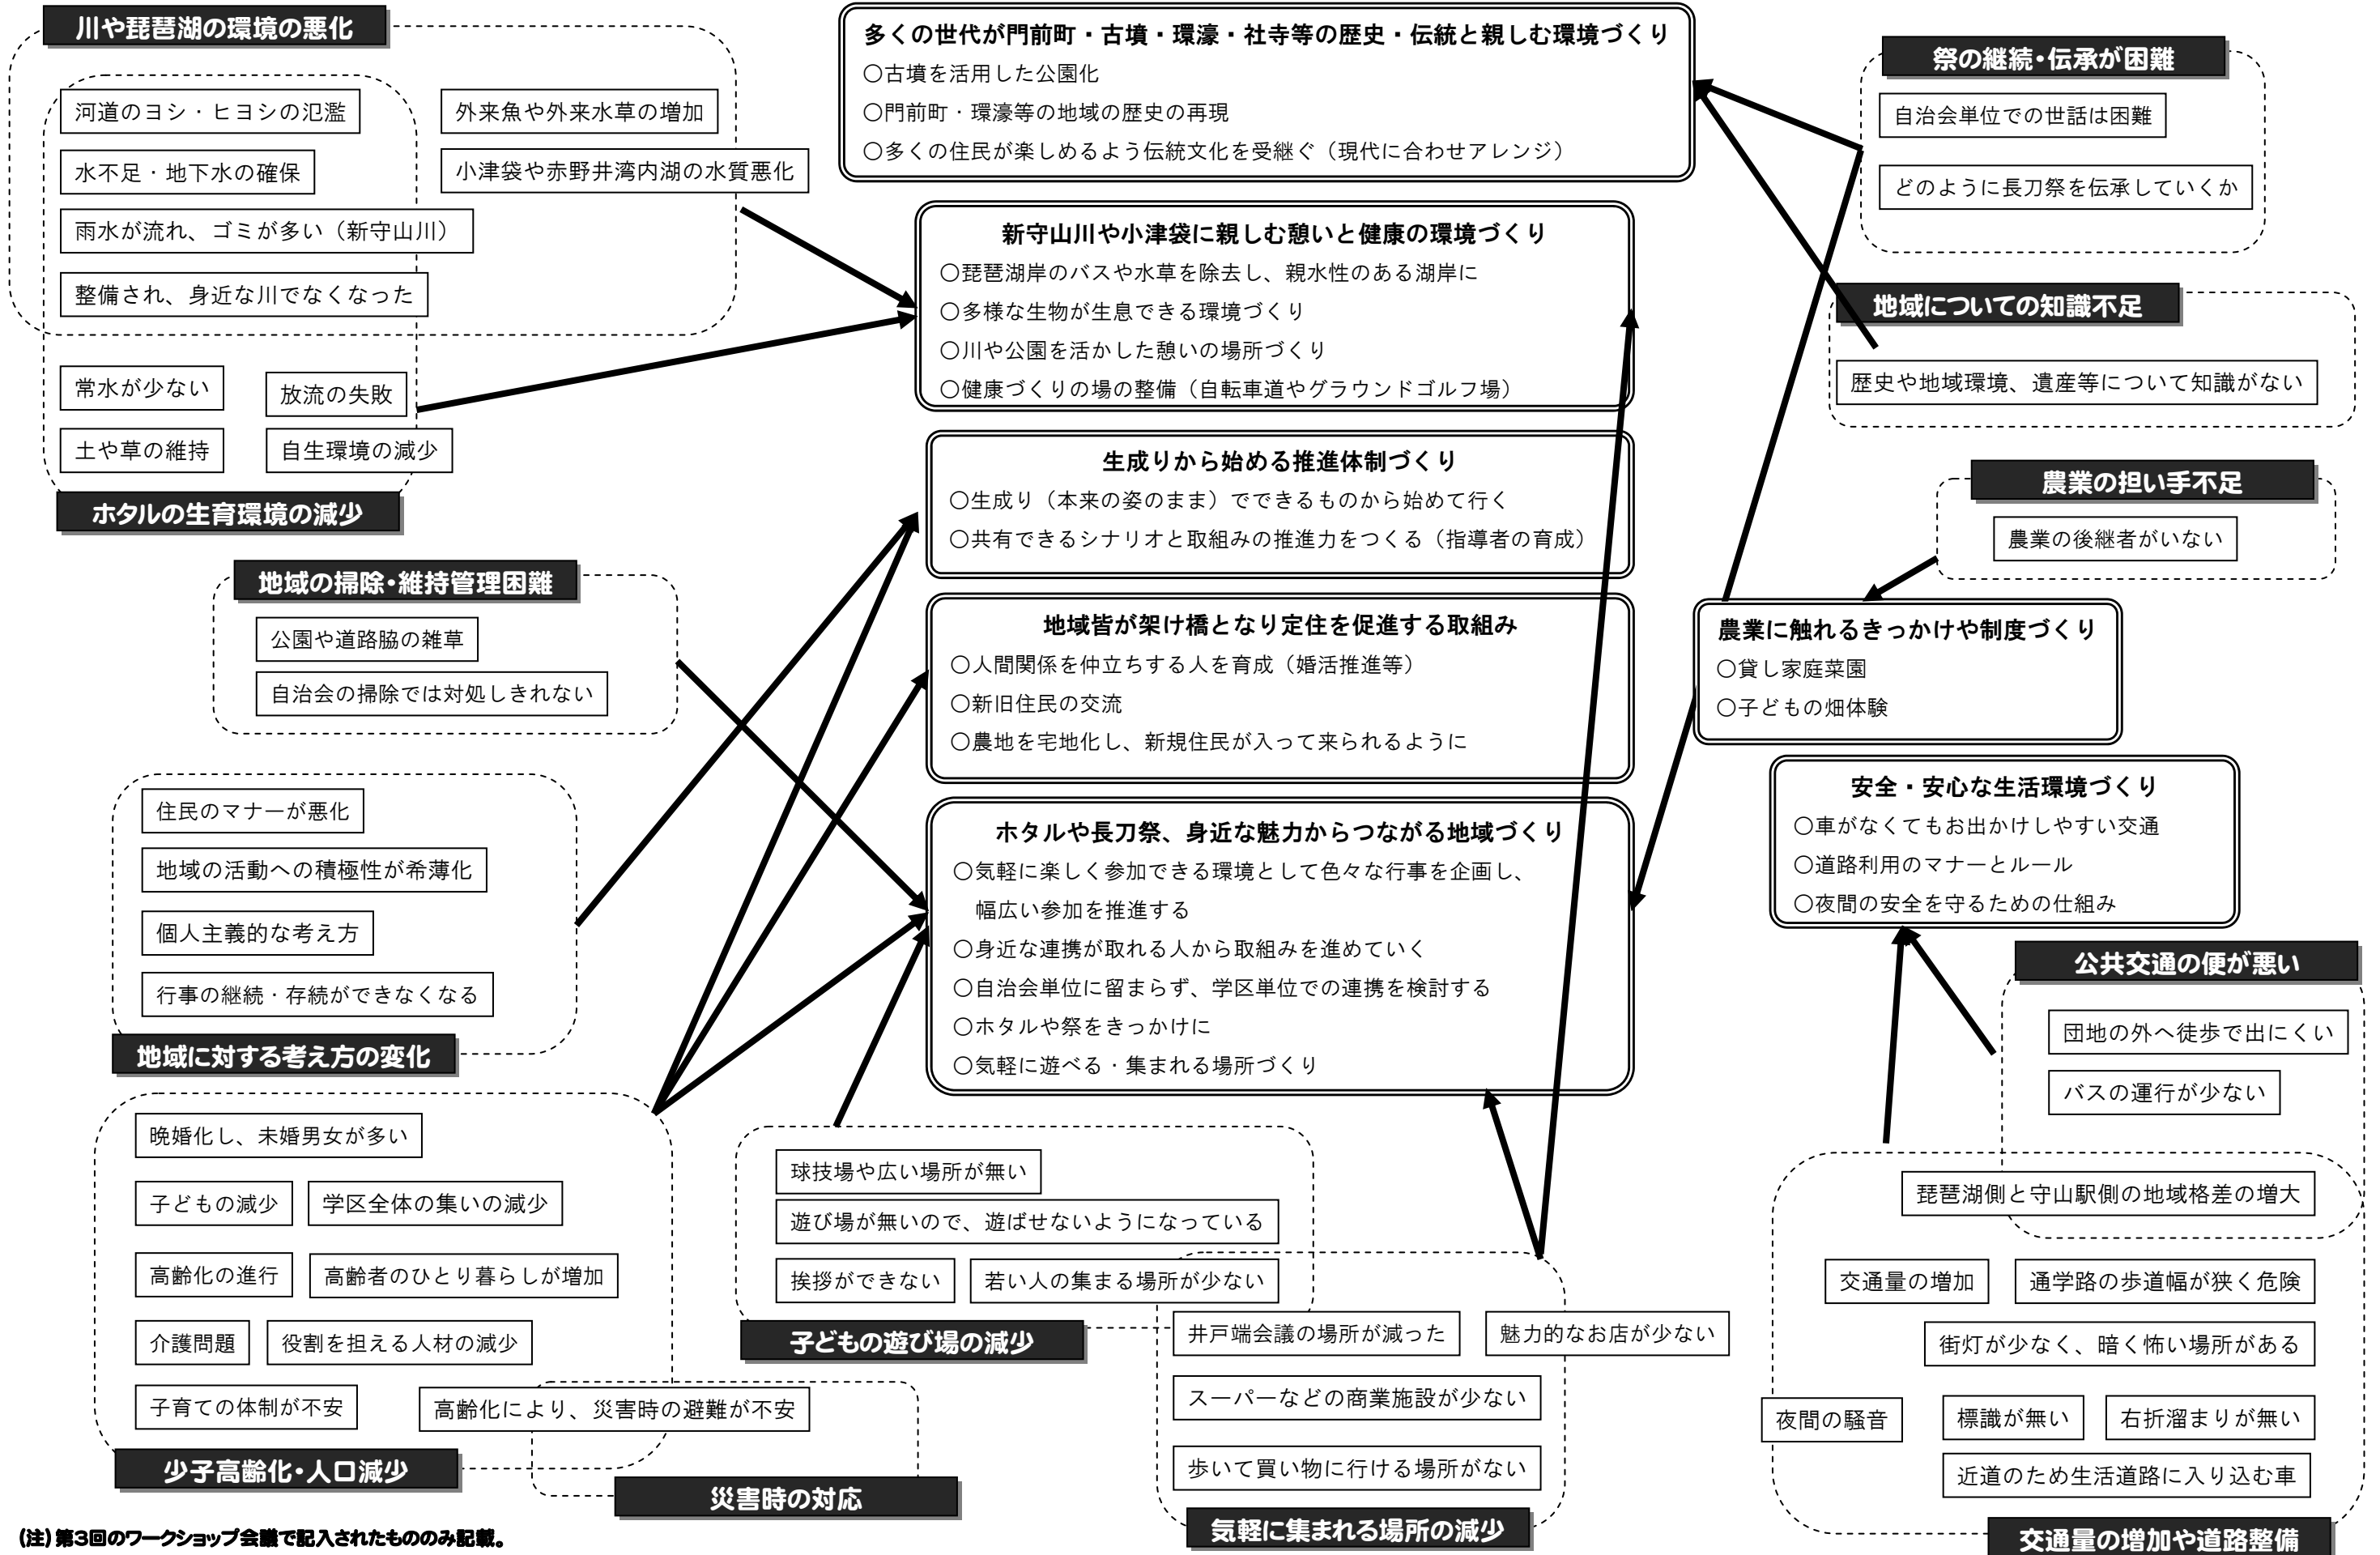 川や琵琶湖の環境の悪化
河道のヨシ・ヒヨシの氾濫
外来魚や外来水草の増加
水不足・地下水の確保
小津袋や赤野井湾内湖の水質悪化
雨水が流れ、ゴミが多い（新守山川）
整備され、身近な川でなくなった
常水が少ない
放流の失敗
土や草の維持
自生環境の減少
ホタルの生育環境の減少
地域の掃除・維持管理困難
公園や道路脇の雑草
自治会の掃除では対処しきれない
住民のマナーが悪化
地域の活動への積極性が希薄化
個人主義的な考え方
行事の継続・存続ができなくなる
地域に対する考え方の変化
晩婚化し、未婚男女が多い
子どもの減少
学区全体の集いの減少
高齢化の進行
高齢者のひとり暮らしが増加
介護問題
役割を担える人材の減少
子育ての体制が不安
高齢化により、災害時の避難が不安
少子高齢化・人口減少
災害時の対応
多くの世代が門前町・古墳・環濠・社寺等の歴史・伝統と親しむ環境づくり
○古墳を活用した公園化
○門前町・環濠等の地域の歴史の再現
○多くの住民が楽しめるよう伝統文化を受継ぐ（現代に合わせアレンジ）
新守山川や小津袋に親しむ憩いと健康の環境づくり
○琵琶湖岸のバスや水草を除去し、親水性のある湖岸に
○多様な生物が生息できる環境づくり
○川や公園を活かした憩いの場所づくり
○健康づくりの場の整備（自転車道やグラウンドゴルフ場）
生成りから始める推進体制づくり
○生成り（本来の姿のまま）でできるものから始めて行く
○共有できるシナリオと取組みの推進力をつくる（指導者の育成）
地域皆が架け橋となり定住を促進する取組み
○人間関係を仲立ちする人を育成（婚活推進等）
○新旧住民の交流
○農地を宅地化し、新規住民が入って来られるように
ホタルや長刀祭、身近な魅力からつながる地域づくり
○気軽に楽しく参加できる環境として色々な行事を企画し、
幅広い参加を推進する
○身近な連携が取れる人から取組みを進めていく
○自治会単位に留まらず、学区単位での連携を検討する
○ホタルや祭をきっかけに
○気軽に遊べる・集まれる場所づくり
球技場や広い場所が無い
遊び場が無いので、遊ばせないようになっている
挨拶ができない
若い人の集まる場所が少ない
子どもの遊び場の減少
井戸端会議の場所が減った
魅力的なお店が少ない
スーパーなどの商業施設が少ない
歩いて買い物に行ける場所がない
気軽に集まれる場所の減少
祭の継続・伝承が困難
自治会単位での世話は困難
どのように長刀祭を伝承していくか
地域についての知識不足
歴史や地域環境、遺産等について知識がない
農業の担い手不足
農業の後継者がいない
農業に触れるきっかけや制度づくり
○貸し家庭菜園
○子どもの畑体験
安全・安心な生活環境づくり
○車がなくてもお出かけしやすい交通
○道路利用のマナーとルール
○夜間の安全を守るための仕組み
公共交通の便が悪い
団地の外へ徒歩で出にくい
バスの運行が少ない
琵琶湖側と守山駅側の地域格差の増大
交通量の増加
通学路の歩道幅が狭く危険
街灯が少なく、暗く怖い場所がある
夜間の騒音
標識が無い
右折溜まりが無い
近道のため生活道路に入り込む車
交通量の増加や道路整備
（注）第3回のワークショップ会議で記入されたもののみ記載。